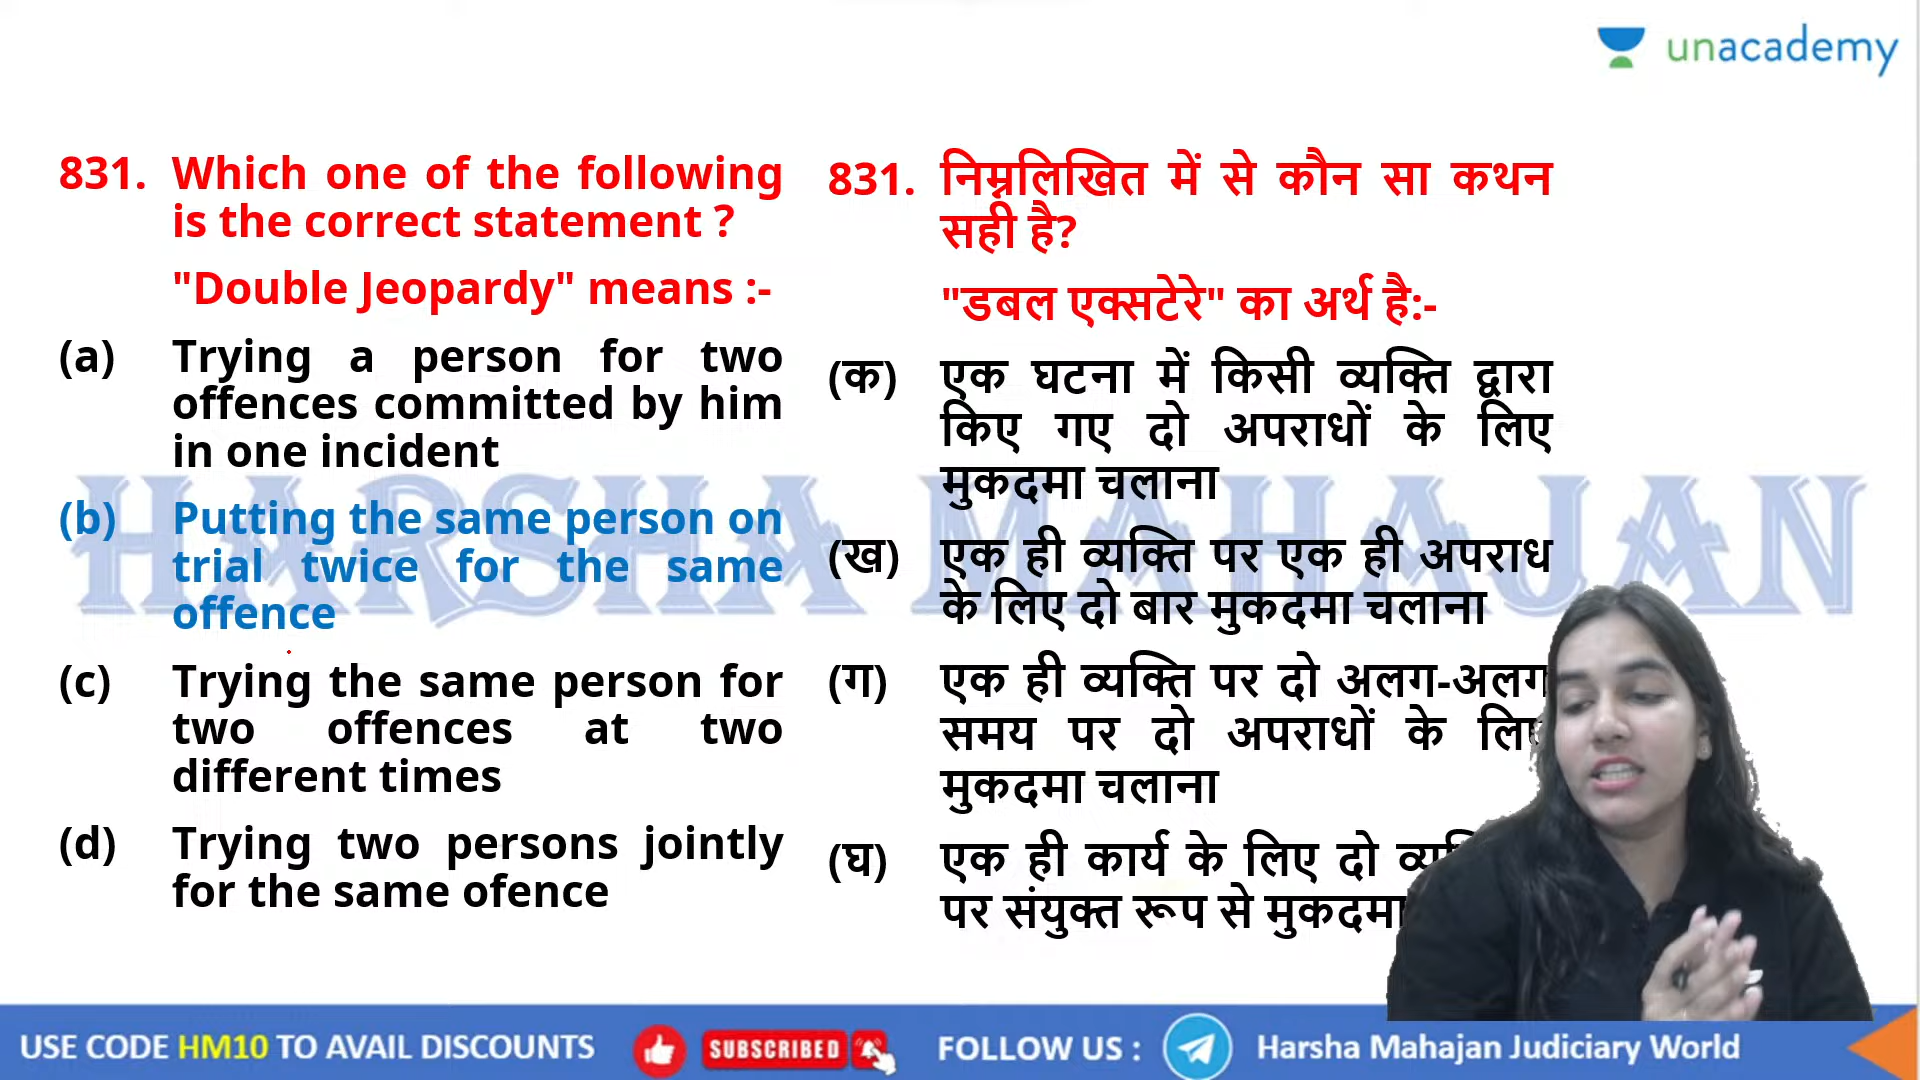 unacademy
831. Which one of the following
is the correct statement ?
"Double Jeopardy" means :-
(a) Trying a person for two
offences committed by him
in one incident
(b) Putting the same person on
trial twice for the same
offence
(c) Trying the same person for
two offences at two
different times
(d) Trying two persons jointly
for the same ofence
831. निम्नलिखित में से कौन सा कथन
सही है?
"डबल एक्सटेरे" का अर्थ है:-
(क) एक घटना में किसी व्यक्ति द्वारा
किए गए दो अपराधों के लिए
मुकदमा चलाना
(ख) एक ही व्यक्ति पर एक ही अपराध
के लिए दो बार मुकदमा चलाना
(ग) एक ही व्यक्ति पर दो अलग-अलग
समय पर दो अपराधों के लिए
मुकदमा चलाना
(घ) एक ही कार्य के लिए दो
पर संयुक्त रूप से मुकदमा
HARSHA MAHAJAN
USE CODE HM10 TO AVAIL DISCOUNTS
SUBSCRIBED
FOLLOW US :
Harsha Mahajan Judiciary World